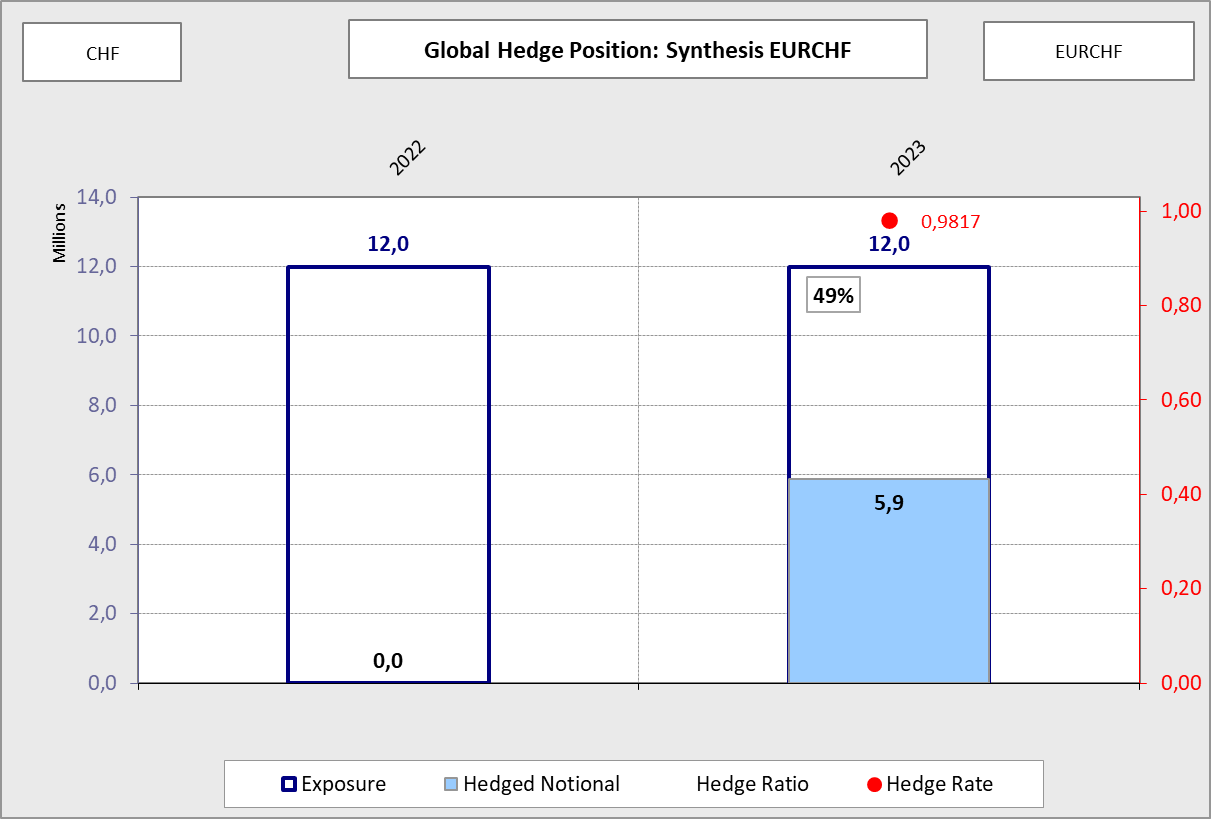 CHF
Global Hedge Position: Synthesis EURCHF
EURCHF
2022
2023
Millions
14,0
12,0
10,0
8,0
6,0
4,0
2,0
0,0
12,0
0,0
0,9817
12,0
49%
5,9
1,00
0,80
0,60
0,40
0,20
0,00
Exposure
Hedged Notional
Hedge Ratio
Hedge Rate